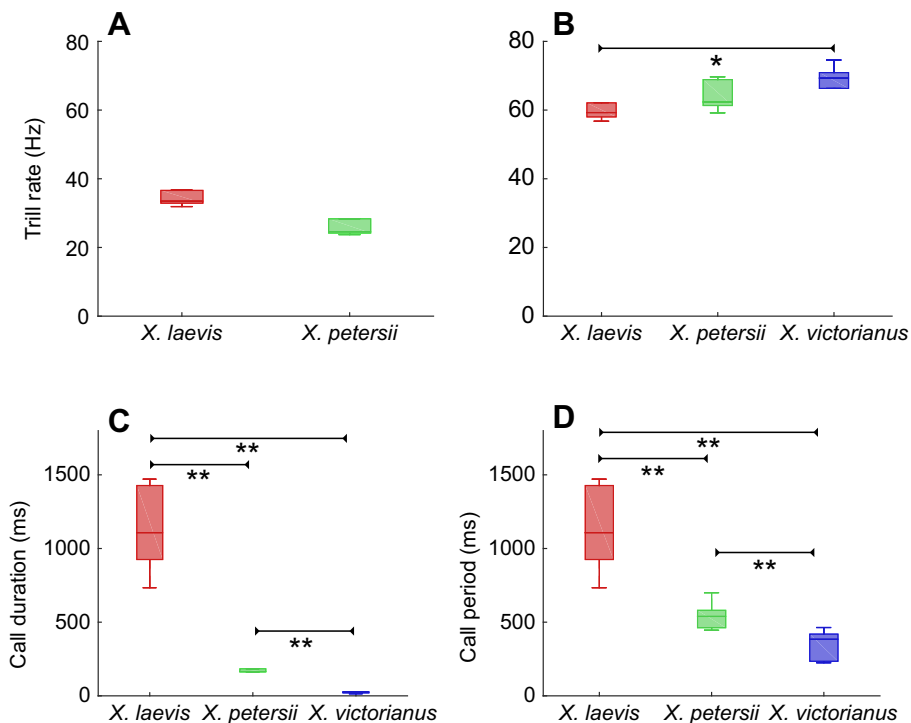 A
B
80
60
40
20
0
Trill rate (Hz)
X. laevis X. petersii
80
60
40
20
0
*
X. laevis X. petersii X. victorianus
C
D
1500
1000
500
0
Call duration (ms)
**
**
**
X. laevis X. petersii X. victorianus
1500
1000
500
0
Call period (ms)
**
**
**
X. laevis X. petersii X. victorianus